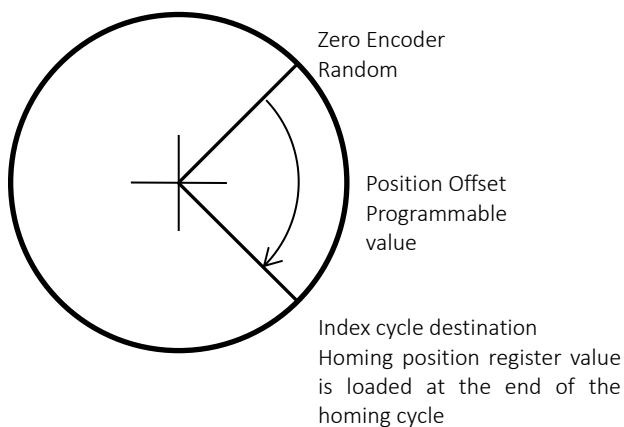 Zero Encoder
Random
Position Offset
Programmable
value
Index cycle destination
Homing position register value
is loaded at the end of the
homing cycle